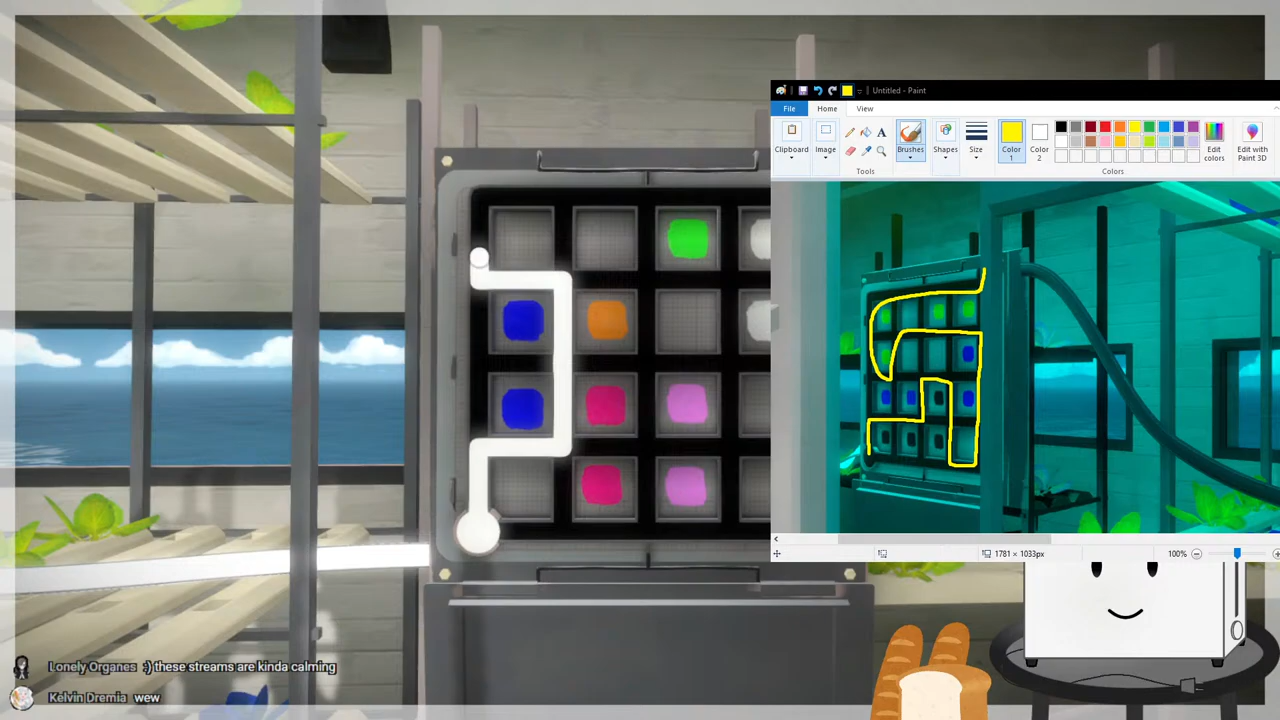 Untitled - Paint
File Home View
Clipboard
Image
Tools
Brushes
Shapes
Size
Color 1
Color 2
Edit colors
Edit with Paint 3D
Colors
1781 × 1033px
100%
Lonely Organes :) these streams are kinda calming
Kelvin Dremia wew